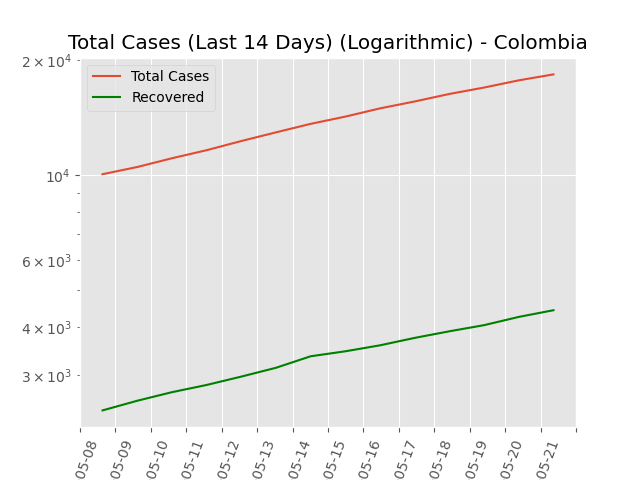 Total Cases (Last 14 Days) (Logarithmic) - Colombia
2 × 10⁴
Total Cases
Recovered
10⁴
6 × 10³
4 × 10³
3 × 10³
05-08
05-09
05-10
05-11
05-12
05-13
05-14
05-15
05-16
05-17
05-18
05-19
05-20
05-21